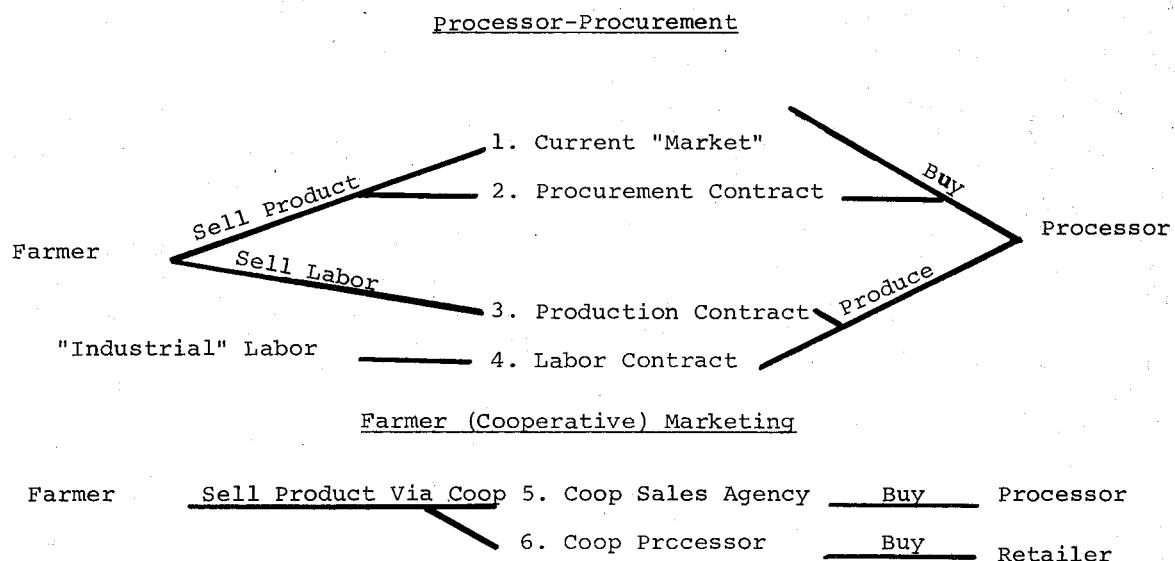 Processor-Procurement
1. Current "Market"
Buy
Sell Product
2. Procurement Contract
Processor
Farmer
Sell Labor
Produce
3. Production Contract
"Industrial" Labor
4. Labor Contract
Farmer (Cooperative) Marketing
Farmer Sell Product Via Coop 5. Coop Sales Agency Buy Processor
6. Coop Prccessor Buy Retailer